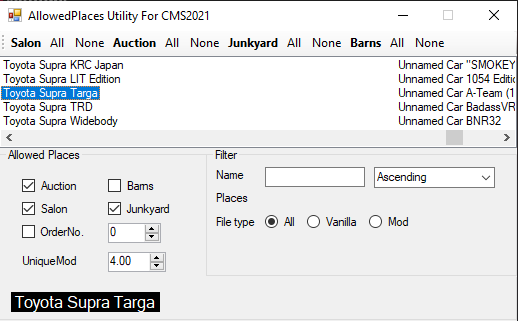 AllowedPlaces Utility For CMS2021
Salon All None Auction All None Junkyard All None Barns All None
Toyota Supra KRC Japan Unnamed Car "SMOKEY
Toyota Supra LIT Edition Unnamed Car 1054 Edition
Toyota Supra Targa Unnamed Car A-Team (1
Toyota Supra TRD Unnamed Car BadassVR
Toyota Supra Widebody Unnamed Car BNR32
Allowed Places
Auction Barns
Salon Junkyard
OrderNo. 0
UniqueMod 4.00
Filter
Name Ascending
Places
File type All Vanilla Mod
Toyota Supra Targa